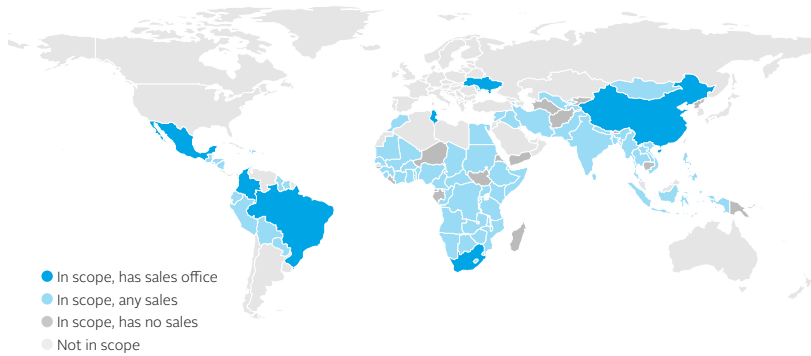 In scope, has sales office
In scope, any sales
In scope, has no sales
Not in scope